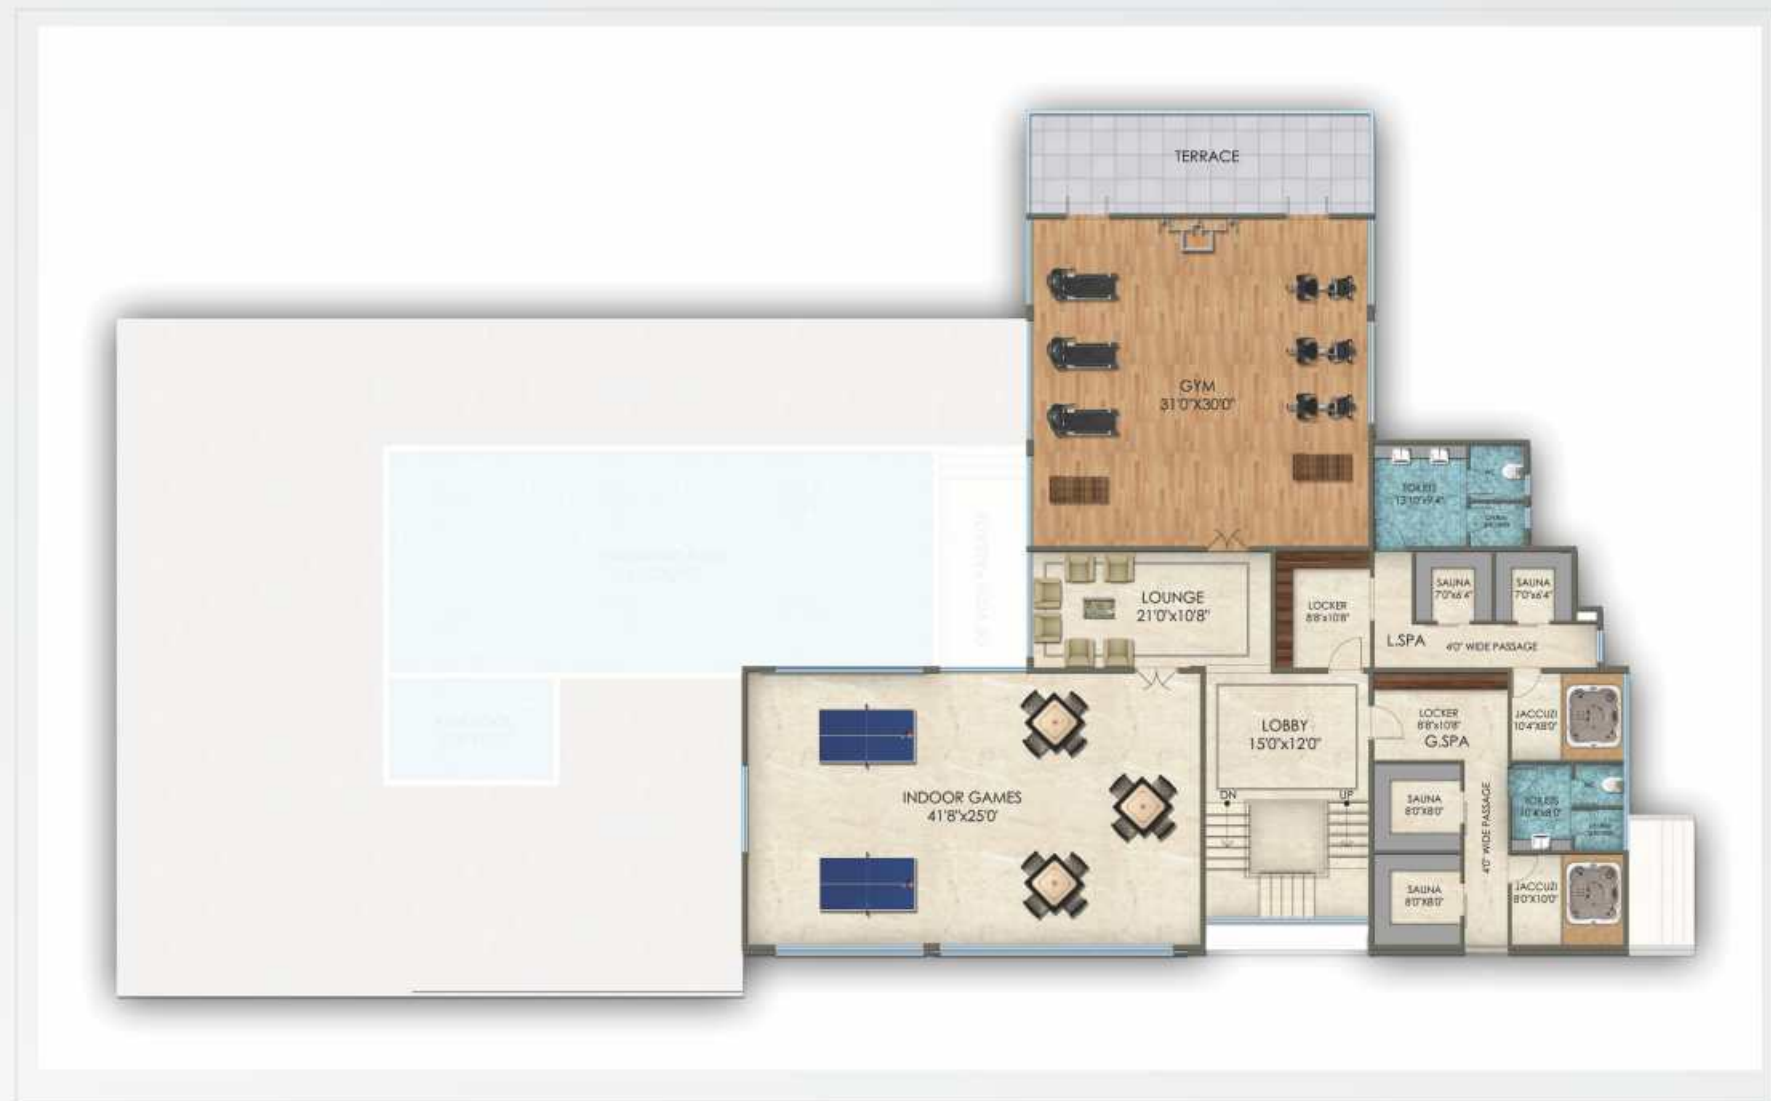 TERRACE
GYM
31'0"X30'0"
TOILETS
13'10"x9'4"
LOUNGE
21'0"x10'8"
LOCKER
8'8"x10'8"
SAUNA
7'0"x6'4"
SAUNA
7'0"x6'4"
L.SPA
4'0" WIDE PASSAGE
LOBBY
15'0"x12'0"
LOCKER
8'8"x10'8"
G.SPA
JACCUZI
10'4"X8'0"
INDOOR GAMES
41'8"x25'0'
DN
UP
SAUNA
8'0"X8'0"
4'0" WIDE PASSAGE
TOILETS
10'4"x8'0"
SAUNA
8'0"X8'0"
JACCUZI
8'0"X10'0"